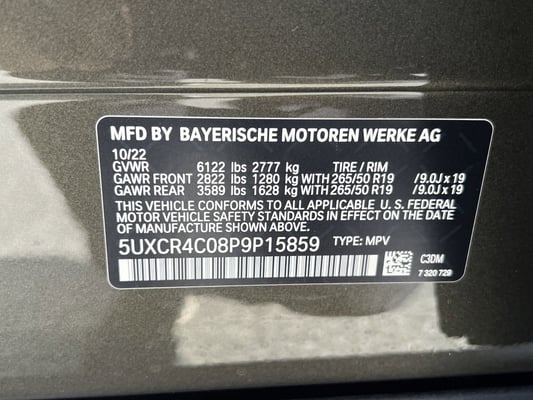 MFD BY BAYERISCHE MOTOREN WERKE AG
10/22
GVWR 6122 lbs 2777 kg TIRE / RIM
GAWR FRONT 2822 lbs 1280 kg WITH 265/50 R19 /9.0J x 19
GAWR REAR 3589 lbs 1628 kg WITH 265/50 R19 /9.0J x 19
THIS VEHICLE CONFORMS TO ALL APPLICABLE U. S. FEDERAL
MOTOR VEHICLE SAFETY STANDARDS IN EFFECT ON THE DATE
OF MANUFACTURE SHOWN ABOVE.
5UXCR4C08P9P15859 TYPE: MPV
C3DM
7 320 729